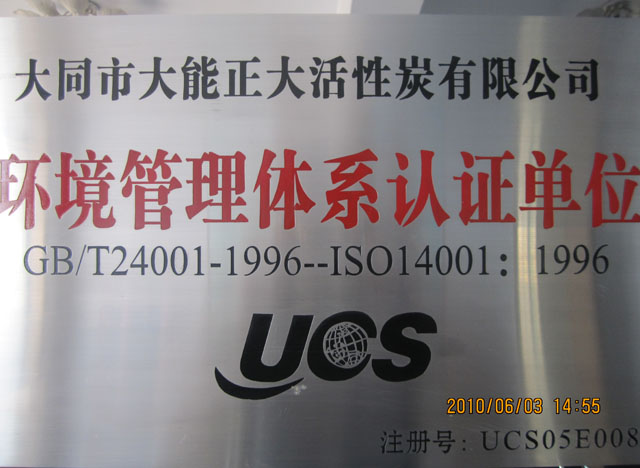 大同市大能正大活性炭有限公司
环境管理体系认证单位
GB/T24001-1996--ISO14001：1996
UCS
2010/06/03 14:55
注册号: UCS05E008